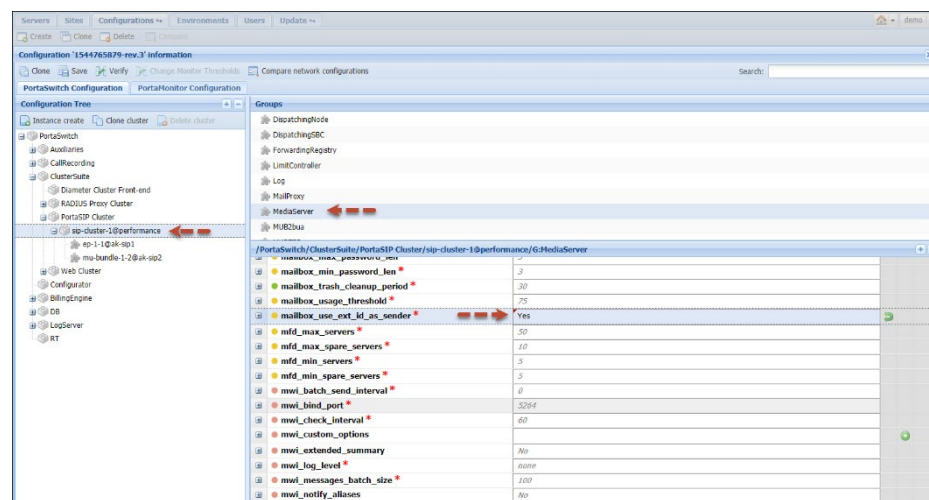 Servers Sites Configurations Environments Users Update demo
Create Clone Delete Compare
Configuration '1544765879-rev.3' information
Clone Save Verify Change Monitor Thresholds Compare network configurations Search:
PortaSwitch Configuration PortaMonitor Configuration
Configuration Tree
Instance create Clone cluster Delete cluster
PortaSwitch
Auxiliaries
CallRecording
ClusterSuite
Diameter Cluster Front-end
RADIUS Proxy Cluster
PortaSIP Cluster
sip-cluster-1@performance
ep-1-1@ak-sip1
mu-bundle-1-2@ak-sip2
Web Cluster
Configurator
BillingEngine
DB
LogServer
RT
Groups
DispatchingNode
DispatchingSBC
ForwardingRegistry
LimitController
Log
MailProxy
MediaServer
MUB2bua
/PortaSwitch/ClusterSuite/PortaSIP Cluster/sip-cluster-1@performance/G:MediaServer
mailbox_max_password_len
mailbox_min_password_len * 3
mailbox_trash_cleanup_period * 30
mailbox_usage_threshold * 75
mailbox_use_ext_id_as_sender * Yes
mfd_max_servers * 50
mfd_max_spare_servers * 10
mfd_min_servers * 5
mfd_min_spare_servers * 5
mwi_batch_send_interval * 0
mwi_bind_port * 5264
mwi_check_interval * 60
mwi_custom_options
mwi_extended_summary No
mwi_log_level * none
mwi_messages_batch_size * 100
mwi_notify_aliases No